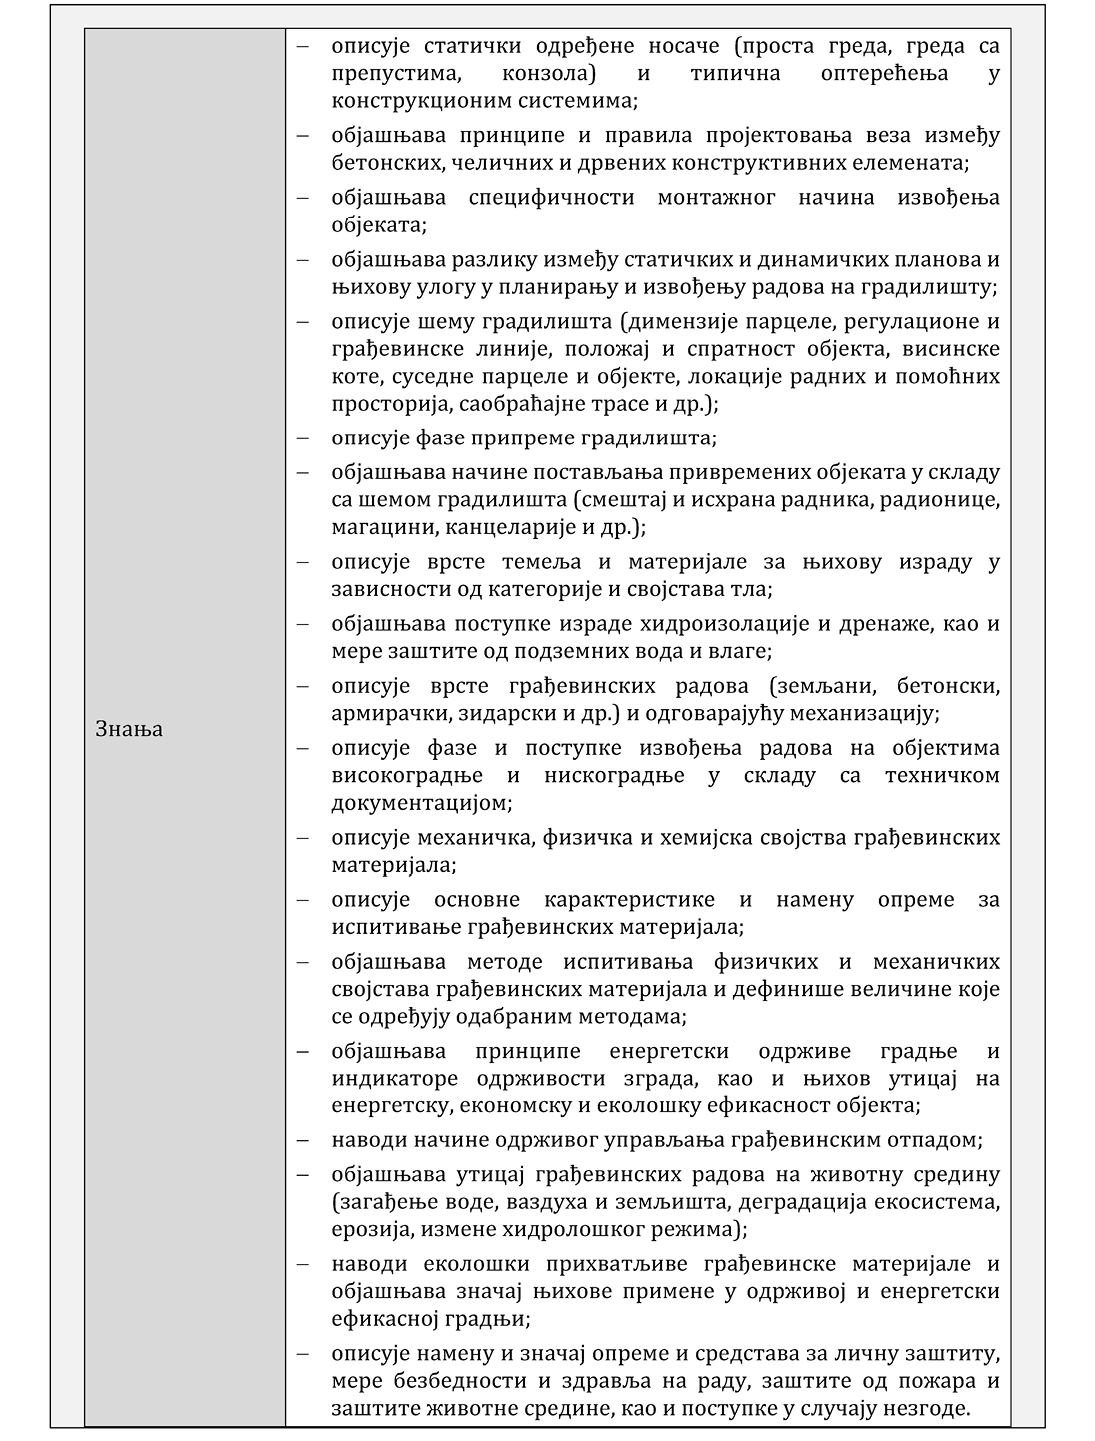 Знања
– описује статички одређене носаче (проста греда, греда са
препустима, конзола) и типична оптерећења у
конструкционим системима;
– објашњава принципе и правила пројектовања веза између
бетонских, челичних и дрвених конструктивних елемената;
– објашњава специфичности монтажног начина извођења
објеката;
– објашњава разлику између статичких и динамичких планова и
њихову улогу у планирању и извођењу радова на градилишту;
– описује шему градилишта (димензије парцеле, регулационе и
грађевинске линије, положај и спратност објекта, висинске
коте, суседне парцеле и објекте, локације радних и помоћних
просторија, саобраћајне трасе и др.);
– описује фазе припреме градилишта;
– објашњава начине постављања привремених објеката у складу
са шемом градилишта (смештај и исхрана радника, радионице,
магацини, канцеларије и др.);
– описује врсте темеља и материјале за њихову израду у
зависности од категорије и својстава тла;
– објашњава поступке израде хидроизолације и дренаже, као и
мере заштите од подземних вода и влаге;
– описује врсте грађевинских радова (земљани, бетонски,
армирачки, зидарски и др.) и одговарајућу механизацију;
– описује фазе и поступке извођења радова на објектима
високоградње и нискоградње у складу са техничком
документацијом;
– описује механичка, физичка и хемијска својства грађевинских
материјала;
– описује основне карактеристике и намену опреме за
испитивање грађевинских материјала;
– објашњава методе испитивања физичких и механичких
својстава грађевинских материјала и дефинише величине које
се одређују одабраним методама;
– објашњава принципе енергетски одрживе градње и
индикаторе одрживости зграда, као и њихов утицај на
енергетску, економску и еколошку ефикасност објекта;
– наводи начине одрживог управљања грађевинским отпадом;
– објашњава утицај грађевинских радова на животну средину
(загађење воде, ваздуха и земљишта, деградација екосистема,
ерозија, измене хидролошког режима);
– наводи еколошки прихватљиве грађевинске материјале и
објашњава значај њихове примене у одрживој и енергетски
ефикасној градњи;
– описује намену и значај опреме и средстава за личну заштиту,
мере безбедности и здравља на раду, заштите од пожара и
заштите животне средине, као и поступке у случају незгоде.